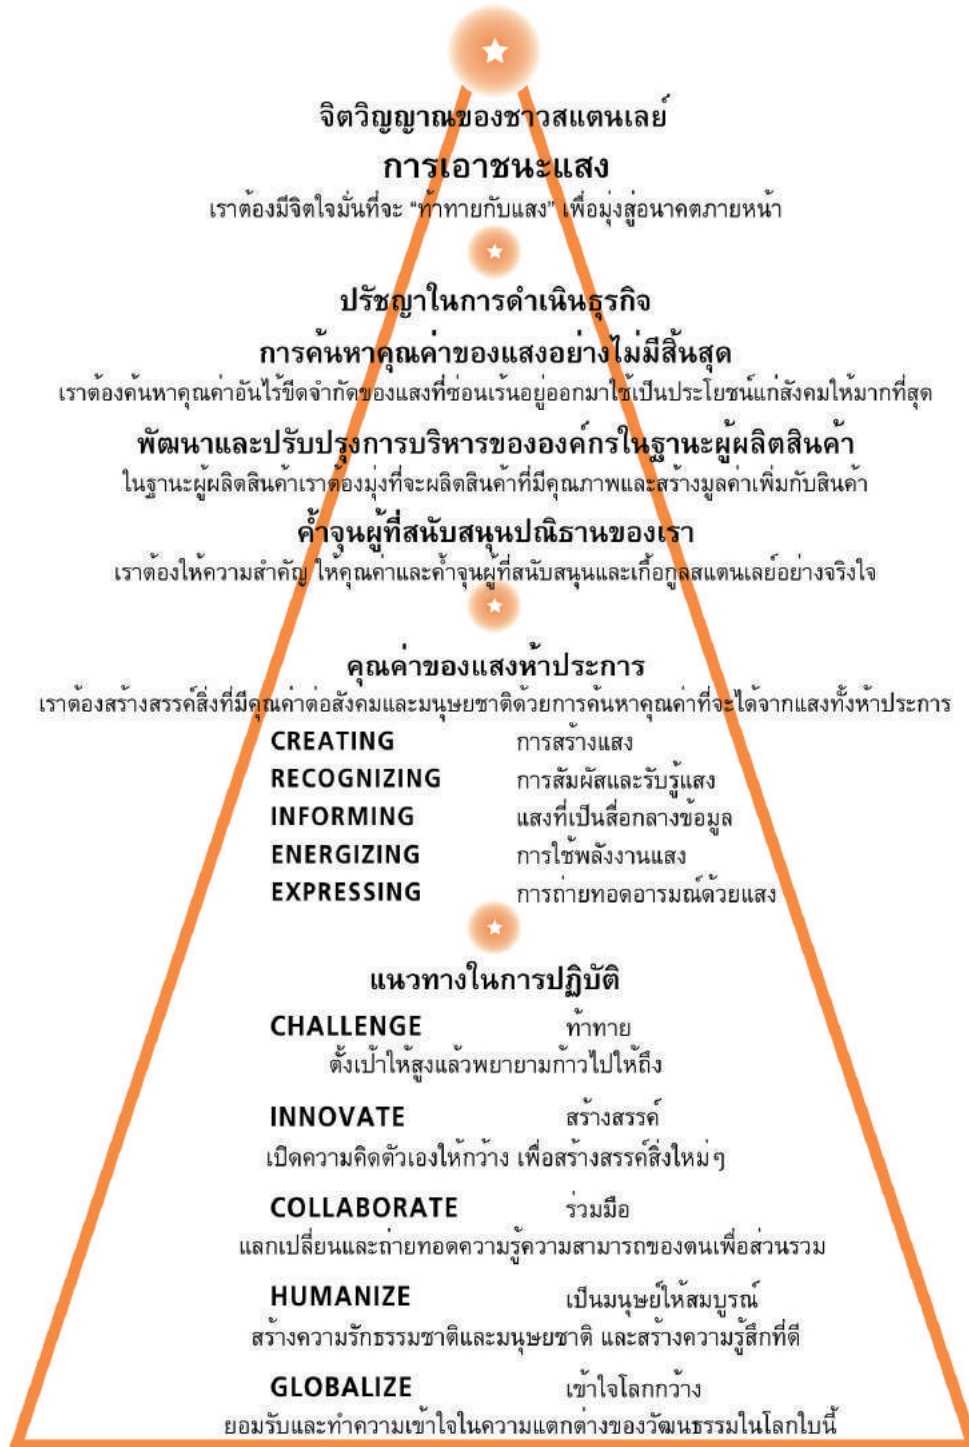 จิตวิญญาณของชาวสแตนเลย์
การเอาชนะแสง
เราต้องมีจิตใจมั่นที่จะ “ท้าทายกับแสง” เพื่อมุ่งสู่อนาคตภายหน้า
ปรัชญาในการดำเนินธุรกิจ
การค้นหาคุณค่าของแสงอย่างไม่มีสิ้นสุด
เราต้องค้นหาคุณค่าอันไร้ขีดจำกัดของแสงที่ซ่อนเร้นอยู่ออกมาใช้เป็นประโยชน์แก่สังคมให้มากที่สุด
พัฒนาและปรับปรุงการบริหารขององค์กรในฐานะผู้ผลิตสินค้า
ในฐานะผู้ผลิตสินค้าเราต้องมุ่งที่จะผลิตสินค้าที่มีคุณภาพและสร้างมูลค่าเพิ่มกับสินค้า
ค้ำจุนผู้ที่สนับสนุนปณิธานของเรา
เราต้องให้ความสำคัญ ให้คุณค่าและค้ำจุนผู้ที่สนับสนุนและเกื้อกูลสแตนเลย์อย่างจริงใจ
คุณค่าของแสงห้าประการ
เราต้องสร้างสรรค์สิ่งที่มีคุณค่าต่อสังคมและมนุษยชาติด้วยการค้นหาคุณค่าที่จะได้จากแสงทั้งห้าประการ
CREATING การสร้างแสง
RECOGNIZING การสัมผัสและรับรู้แสง
INFORMING แสงที่เป็นสื่อกลางข้อมูล
ENERGIZING การใช้พลังงานแสง
EXPRESSING การถ่ายทอดอารมณ์ด้วยแสง
แนวทางในการปฏิบัติ
CHALLENGE ท้าทาย
ตั้งเป้าให้สูงแล้วพยายามก้าวไปให้ถึง
INNOVATE สร้างสรรค์
เปิดความคิดตัวเองให้กว้าง เพื่อสร้างสรรค์สิ่งใหม่ๆ
COLLABORATE ร่วมมือ
แลกเปลี่ยนและถ่ายทอดความรู้ความสามารถของตนเพื่อส่วนรวม
HUMANIZE เป็นมนุษย์ให้สมบูรณ์
สร้างความรักธรรมชาติและมนุษยชาติ และสร้างความรู้สึกที่ดี
GLOBALIZE เข้าใจโลกกว้าง
ยอมรับและทำความเข้าใจในความแตกต่างของวัฒนธรรมในโลกใบนี้